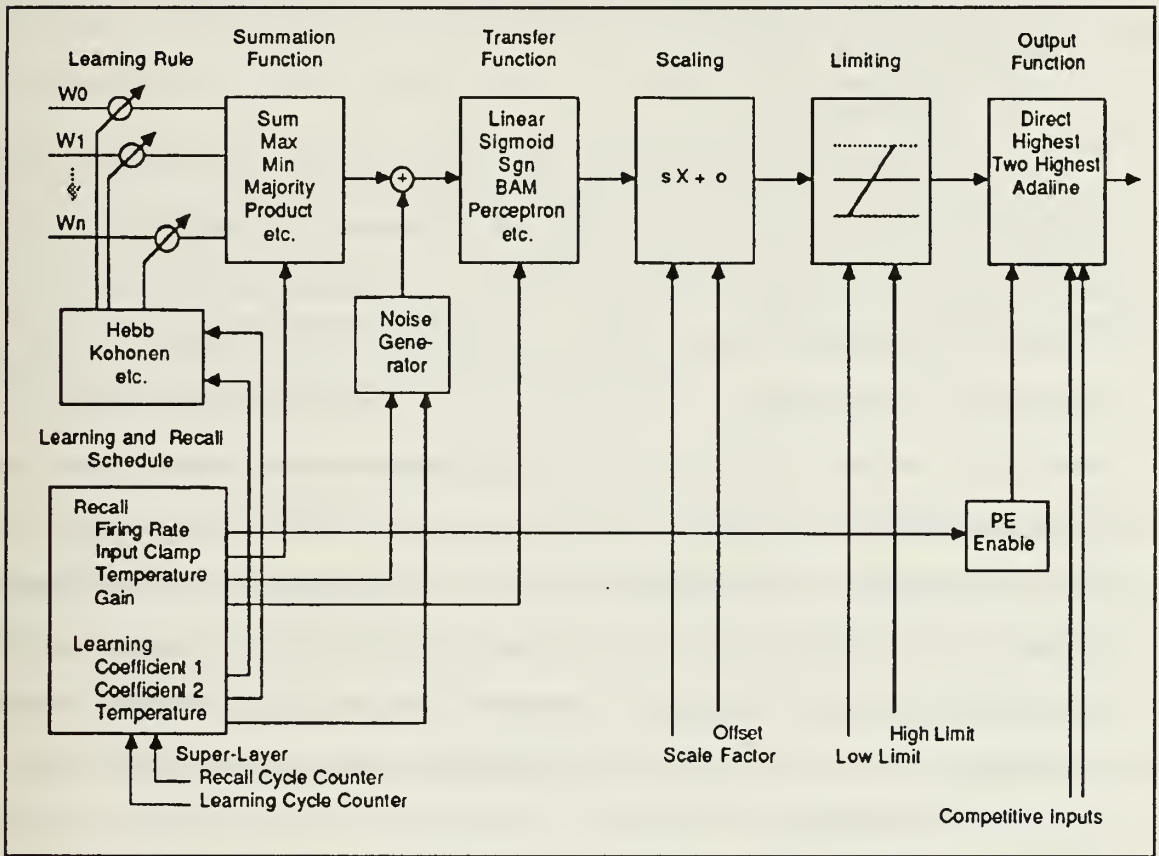 Learning Rule
Summation
Function
Transfer
Function
Scaling
Limiting
Output
Function
W0
W1
Wn
Sum
Max
Min
Majority
Product
etc.
+
Linear
Sigmoid
Sgn
BAM
Perceptron
etc.
s X + o
Direct
Highest
Two Highest
Adaline
Hebb
Kohonen
etc.
Noise
Gene-
rator
Learning and Recall
Schedule
Recall
Firing Rate
Input Clamp
Temperature
Gain
Learning
Coefficient 1
Coefficient 2
Temperature
PE
Enable
Super-Layer
Recall Cycle Counter
Learning Cycle Counter
Offset
Scale Factor
High Limit
Low Limit
Competitive Inputs